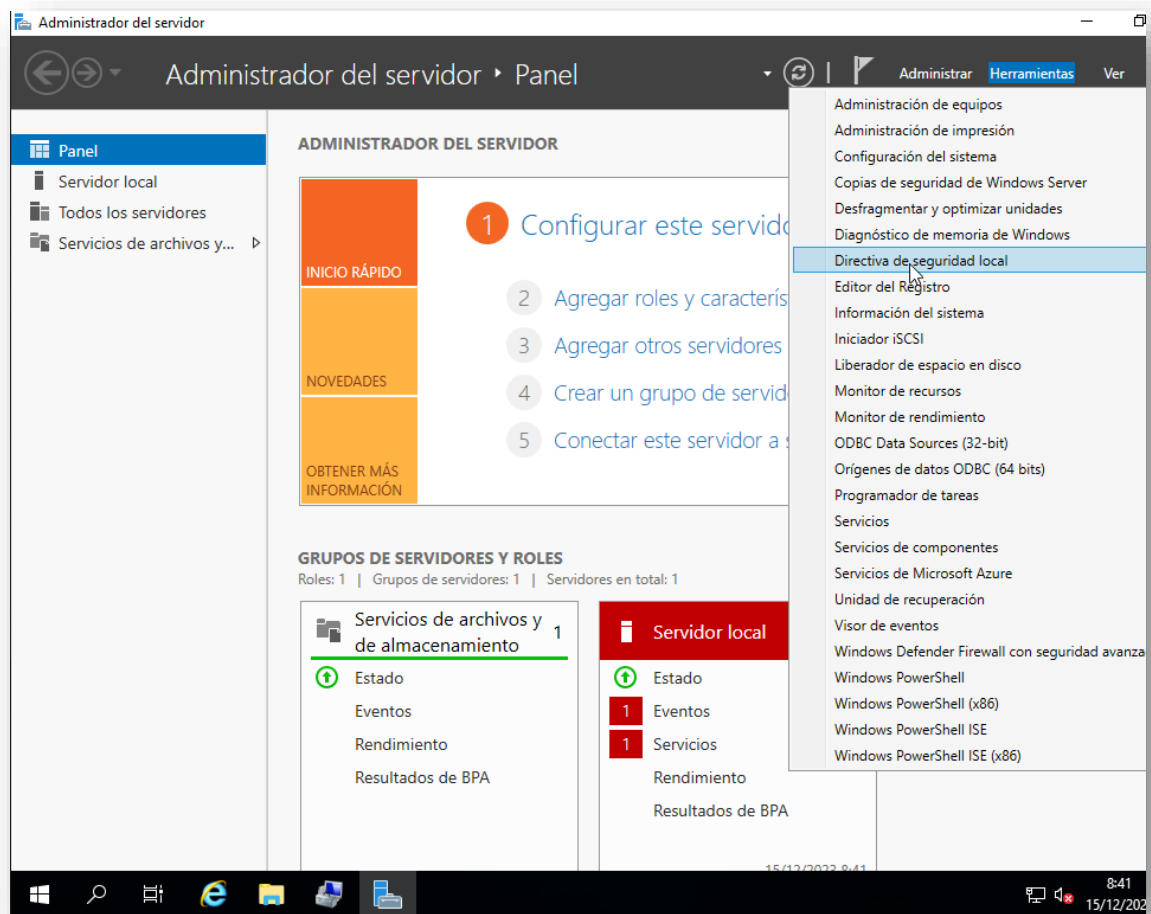 Administrador del servidor
Administrador del servidor ‣ Panel
Administrar Herramientas Ver
Panel
Servidor local
Todos los servidores
Servicios de archivos y...
ADMINISTRADOR DEL SERVIDOR
INICIO RÁPIDO
NOVEDADES
OBTENER MÁS
INFORMACIÓN
1 Configurar este servido
2 Agregar roles y caracterís
3 Agregar otros servidores
4 Crear un grupo de servid
5 Conectar este servidor a s
GRUPOS DE SERVIDORES Y ROLES
Roles: 1 | Grupos de servidores: 1 | Servidores en total: 1
Servicios de archivos y
de almacenamiento
1
Estado
Eventos
Rendimiento
Resultados de BPA
Servidor local
Estado
1 Eventos
1 Servicios
Rendimiento
Resultados de BPA
15/12/2023 8:41
Administración de equipos
Administración de impresión
Configuración del sistema
Copias de seguridad de Windows Server
Desfragmentar y optimizar unidades
Diagnóstico de memoria de Windows
Directiva de seguridad local
Editor del Registro
Información del sistema
Iniciador iSCSI
Liberador de espacio en disco
Monitor de recursos
Monitor de rendimiento
ODBC Data Sources (32-bit)
Orígenes de datos ODBC (64 bits)
Programador de tareas
Servicios
Servicios de componentes
Servicios de Microsoft Azure
Unidad de recuperación
Visor de eventos
Windows Defender Firewall con seguridad avanza
Windows PowerShell
Windows PowerShell (x86)
Windows PowerShell ISE
Windows PowerShell ISE (x86)
8:41
15/12/202